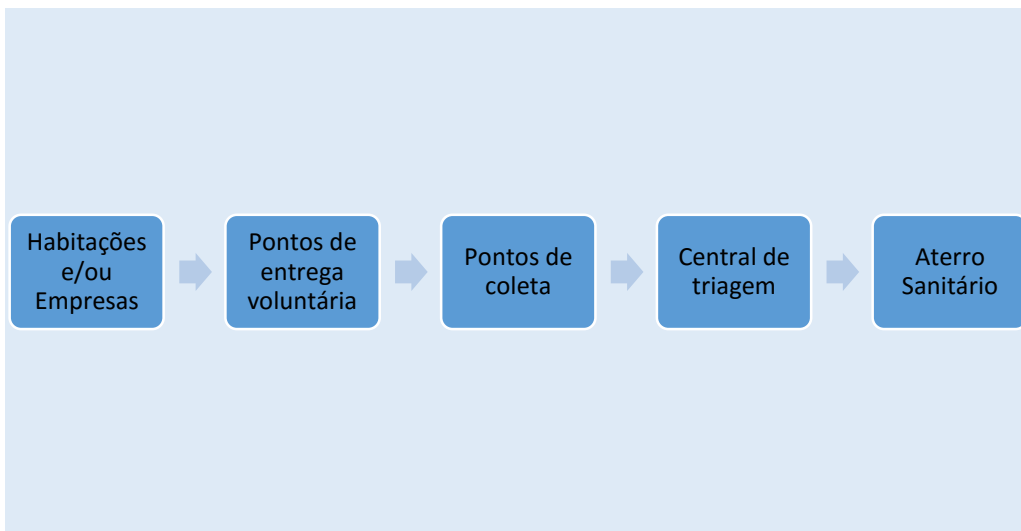 Habitações
e/ou
Empresas
Pontos de
entrega
voluntária
Pontos de
coleta
Central de
triagem
Aterro
Sanitário